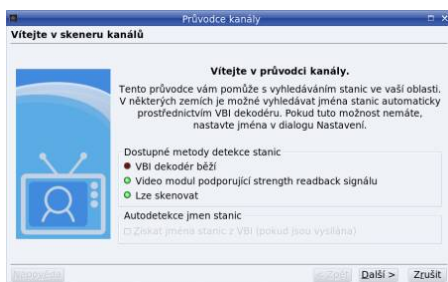 Průvodce kanály
Vítejte v skeneru kanálů
Vítejte v průvodci kanály.
Tento průvodce vám pomůže s vyhledáváním stanic ve vaší oblasti.
V některých zemích je možné vyhledávat jména stanic automaticky
prostřednictvím VBI dekodéru. Pokud tuto možnost nemáte,
nastavte jména v dialogu Nastavení.
Dostupné metody detekce stanic
VBI dekodér běží
Video modul podporující strength readback signálu
Lze skenovat
Autodetekce jmen stanic
Získat jména stanic z VBI (pokud jsou vysílána)
Nápověda
< Zpět
Další >
Zrušit